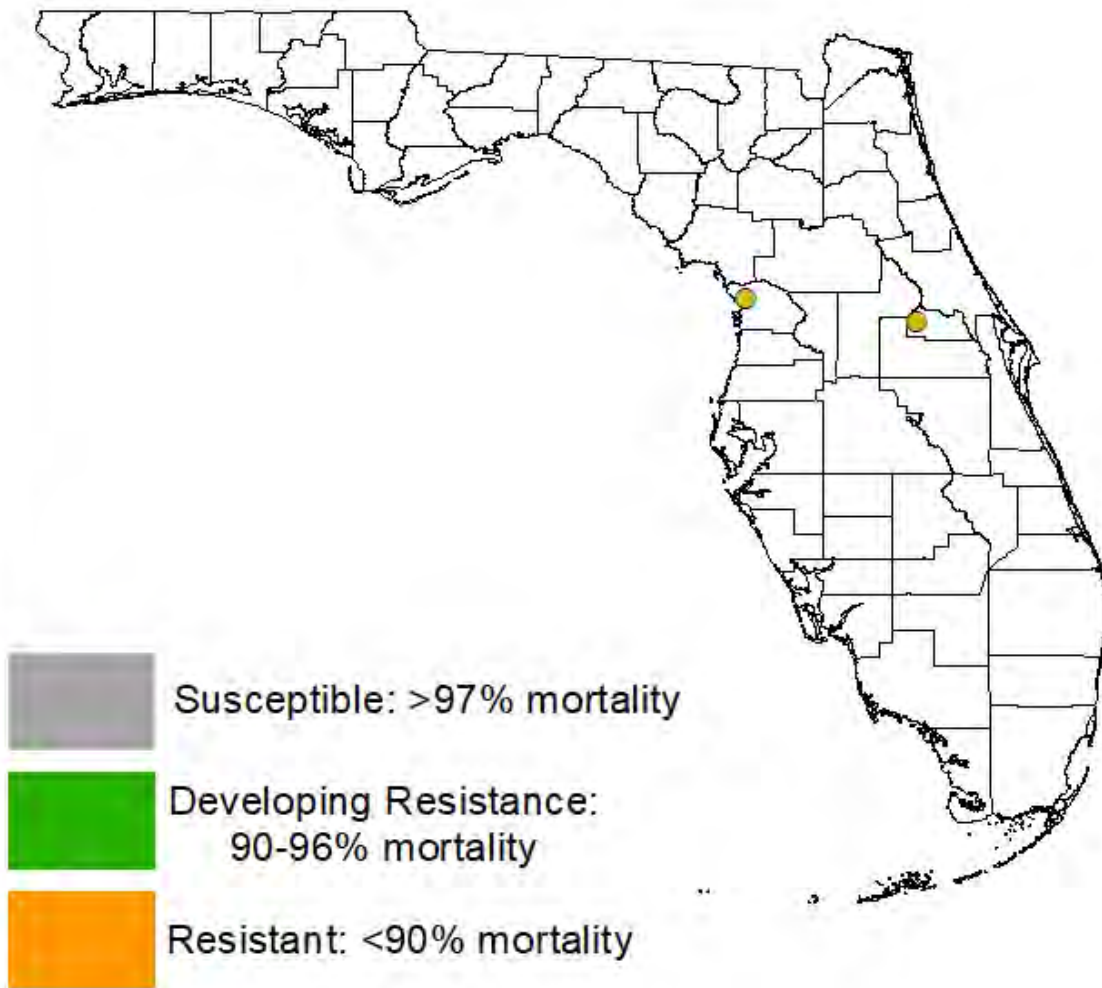 Susceptible: >97% mortality
Developing Resistance:
90-96% mortality
Resistant: <90% mortality